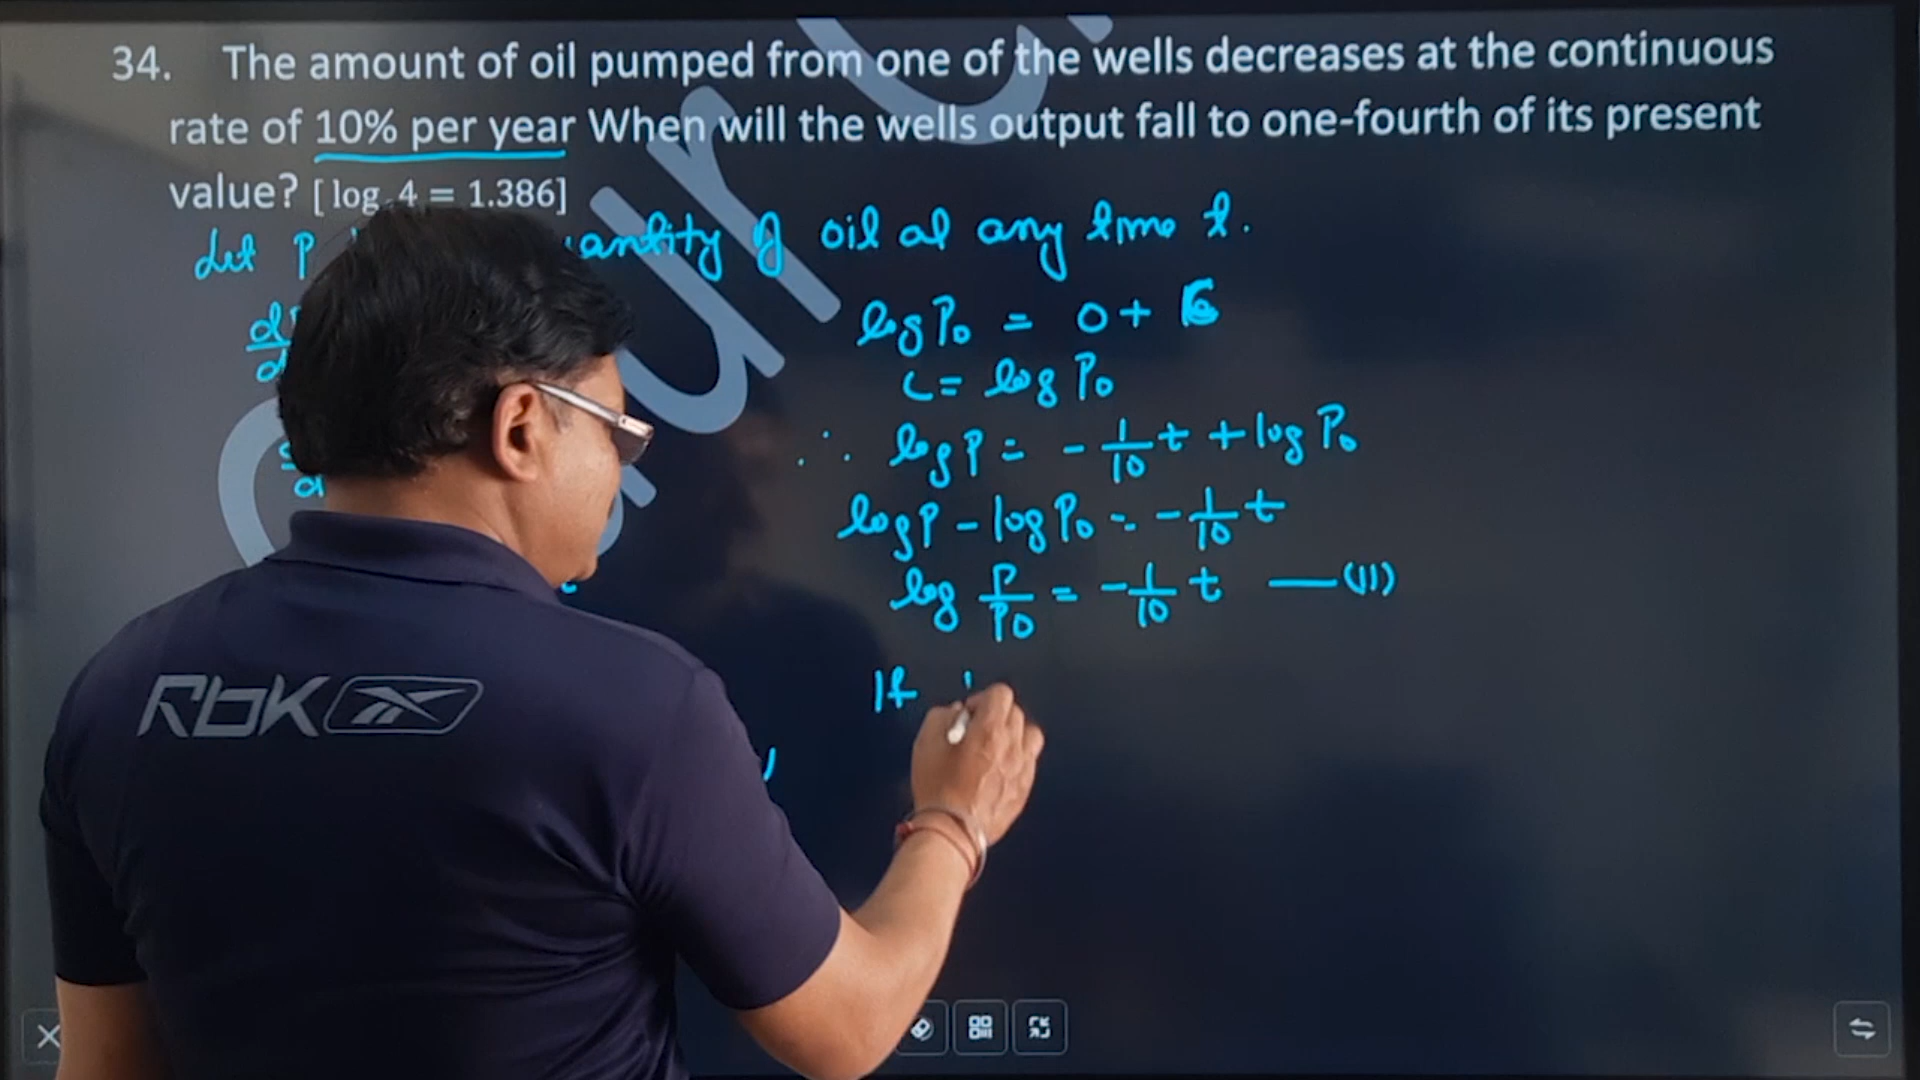 34. The amount of oil pumped from one of the wells decreases at the continuous
rate of 10% per year When will the wells output fall to one-fourth of its present
value? [ log 4 = 1.386]
Let P quantity of oil at any time t.
log P₀ = 0 + C
C = log P₀
∴ log P = - 1/10 t + log P₀
log P - log P₀ = - 1/10 t
log P/P₀ = - 1/10 t —(11)
If
RbK